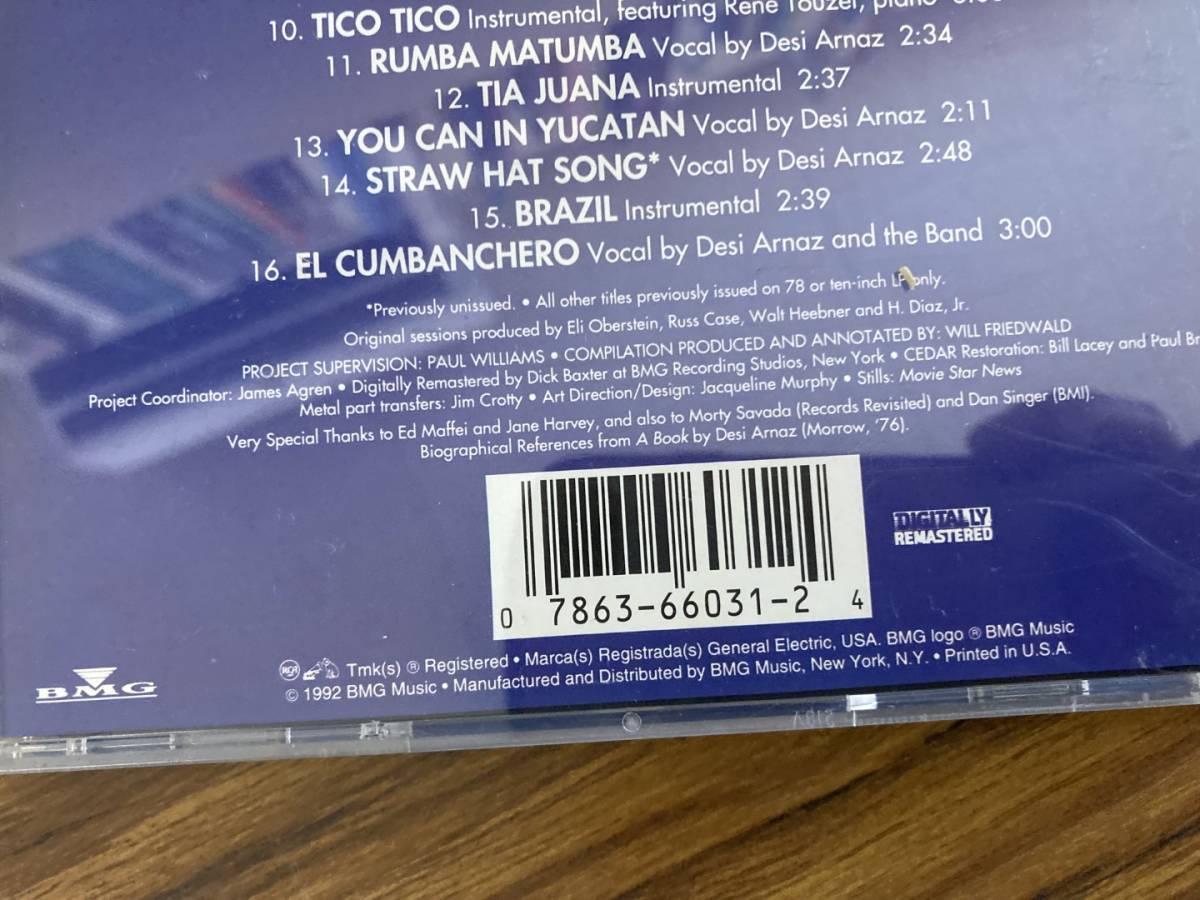 10. TICO TICO Instrumental, featuring René Touzet, piano
11. RUMBA MATUMBA Vocal by Desi Arnaz 2:34
12. TIA JUANA Instrumental 2:37
13. YOU CAN IN YUCATAN Vocal by Desi Arnaz 2:11
14. STRAW HAT SONG* Vocal by Desi Arnaz 2:48
15. BRAZIL Instrumental 2:39
16. EL CUMBANCHERO Vocal by Desi Arnaz and the Band 3:00
*Previously unissued. • All other titles previously issued on 78 or ten-inch LP only.
Original sessions produced by Eli Oberstein, Russ Case, Walt Heebner and H. Diaz, Jr.
PROJECT SUPERVISION: PAUL WILLIAMS • COMPILATION PRODUCED AND ANNOTATED BY: WILL FRIEDWALD
Project Coordinator: James Agren • Digitally Remastered by Dick Baxter at BMG Recording Studios, New York • CEDAR Restoration: Bill Lacey and Paul Br
Metal part transfers: Jim Crotty • Art Direction/Design: Jacqueline Murphy • Stills: Movie Star News
Very Special Thanks to Ed Maffei and Jane Harvey, and also to Morty Savada (Records Revisited) and Dan Singer (BMI).
Biographical References from A Book by Desi Arnaz (Morrow, '76).
DIGITALLY
REMASTERED
0 7863-66031-2 4
BMG
RCA Tmk(s) ® Registered • Marca(s) Registrada(s) General Electric, USA. BMG logo ® BMG Music
© 1992 BMG Music • Manufactured and Distributed by BMG Music, New York, N.Y. • Printed in U.S.A.